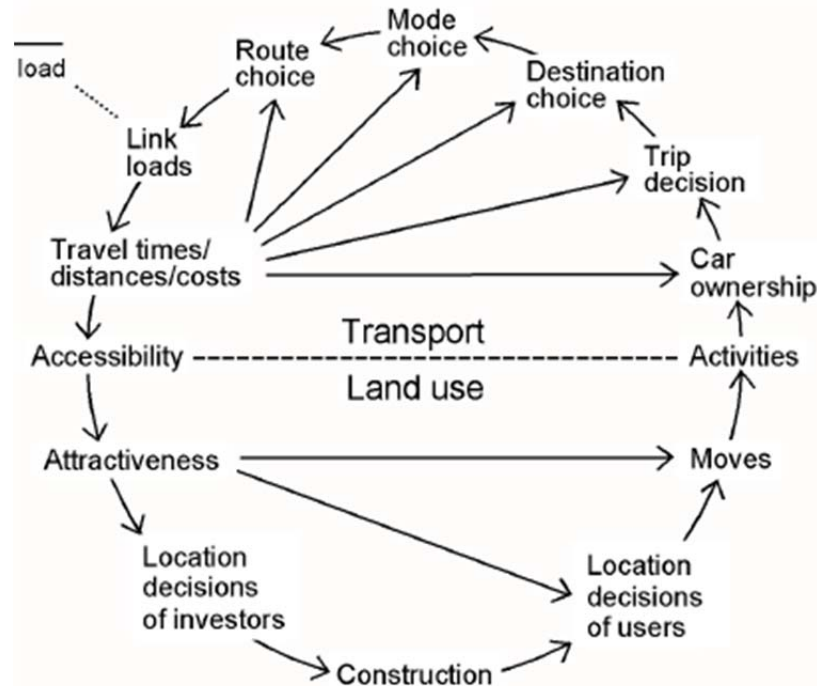 Mode
choice
Route
choice
load
Destination
choice
Link
loads
Trip
decision
Travel times/
distances/costs
Car
ownership
Transport
Accessibility
Activities
Land use
Attractiveness
Moves
Location
decisions
of investors
Location
decisions
of users
Construction